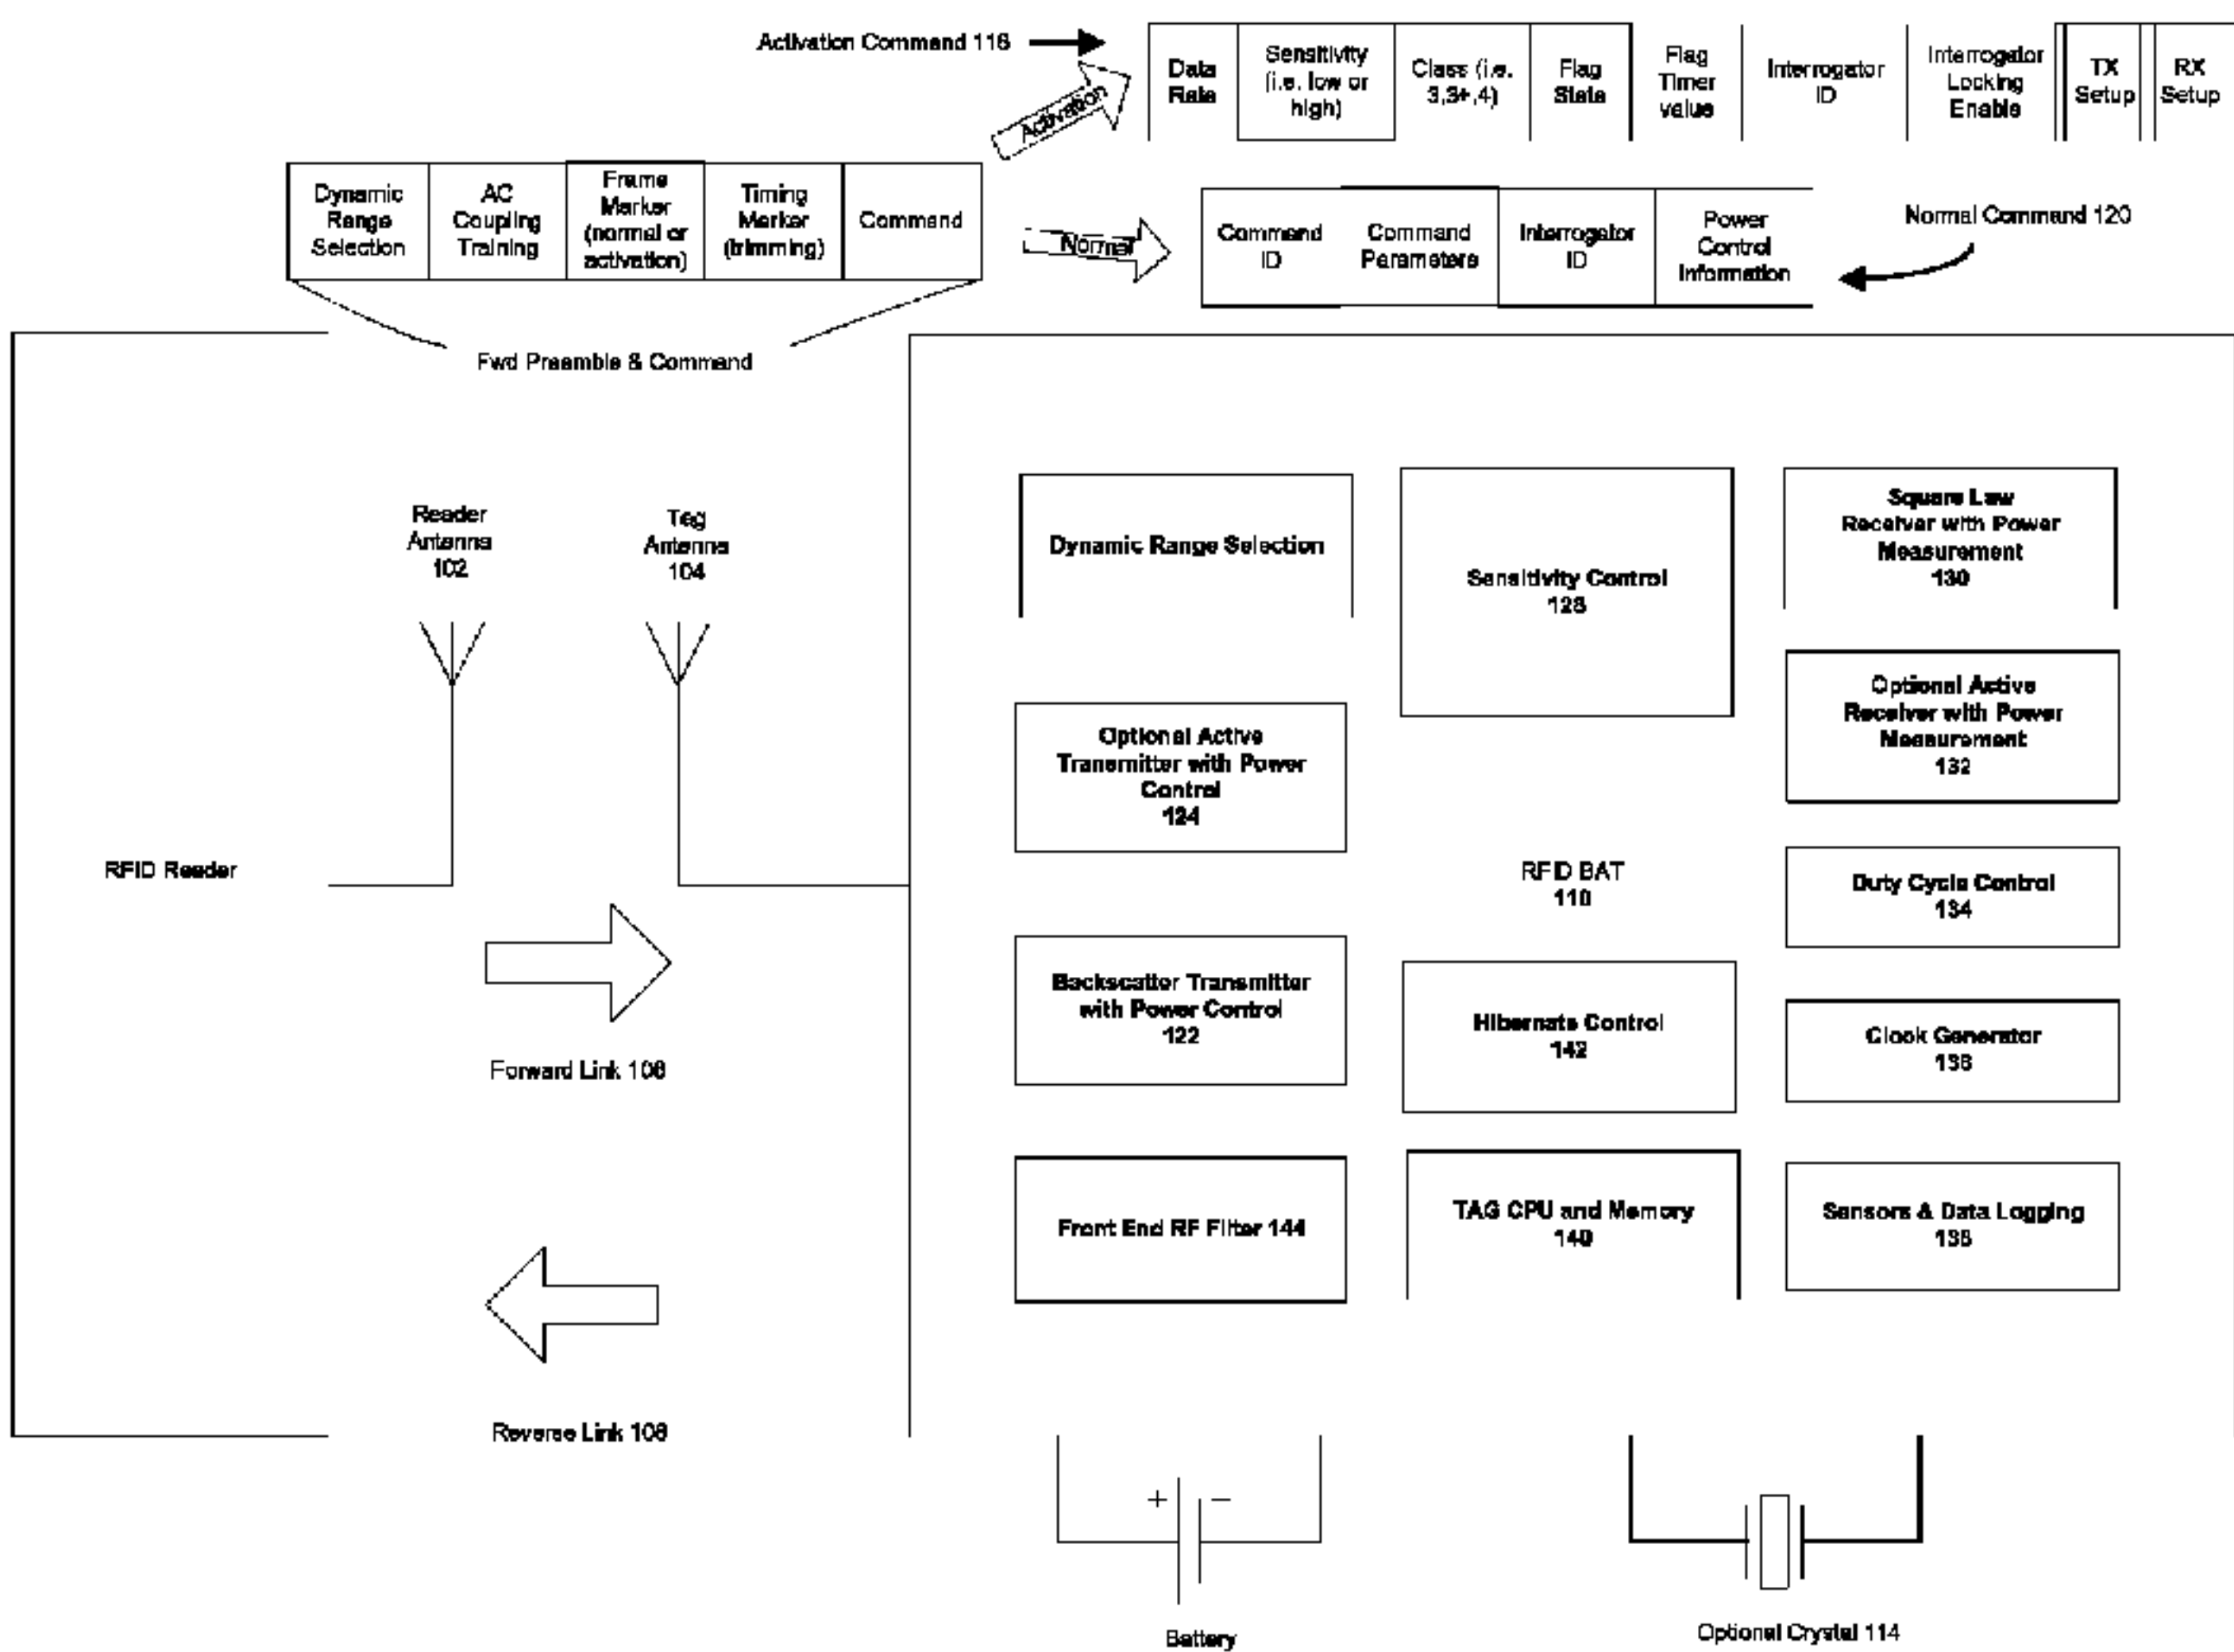 Activation Command 116
Data
Rate
Sensitivity
(i.e. low or
high)
Class (i.e.
3,3+,4)
Flag
State
Flag
Timer
value
Interrogator
ID
Interrogator
Locking
Enable
TX
Setup
RX
Setup
Activation
Dynamic
Range
Selection
AC
Coupling
Training
Frame
Marker
(normal or
activation)
Timing
Marker
(trimming)
Command
Normal
Command
ID
Command
Parameters
Interrogator
ID
Power
Control
Information
Normal Command 120
Fwd Preamble & Command
Reader
Antenna
102
Tag
Antenna
104
RFID Reader
Forward Link 106
Reverse Link 108
Dynamic Range Selection
Sensitivity Control
128
Square Law
Receiver with Power
Measurement
130
Optional Active
Transmitter with Power
Control
124
Optional Active
Receiver with Power
Measurement
132
RFID BAT
110
Duty Cycle Control
134
Backscatter Transmitter
with Power Control
122
Hibernate Control
142
Clock Generator
136
Front End RF Filter 144
TAG CPU and Memory
140
Sensors & Data Logging
138
+
−
Battery
Optional Crystal 114